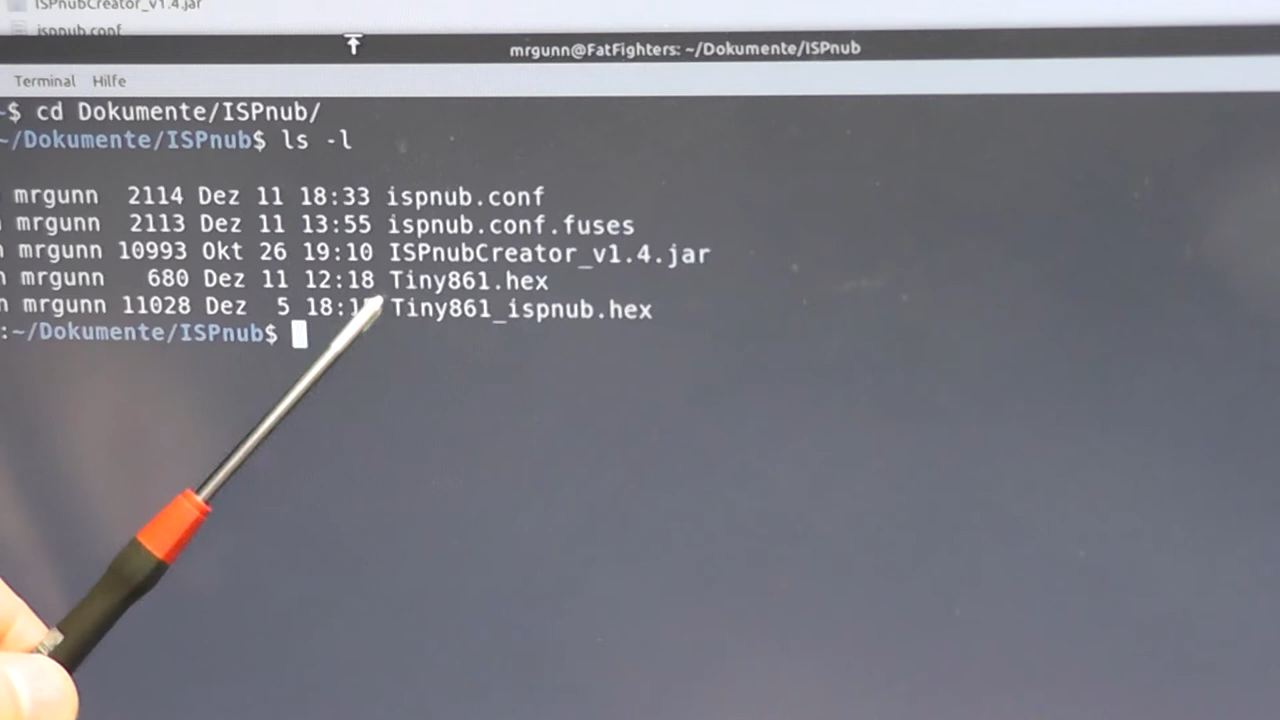 ISPnubCreator_v1.4.jar
ispnub.conf
mrgunn@FatFighters: ~/Dokumente/ISPnub
Terminal Hilfe
~$ cd Dokumente/ISPnub/
~/Dokumente/ISPnub$ ls -l
mrgunn 2114 Dez 11 18:33 ispnub.conf
mrgunn 2113 Dez 11 13:55 ispnub.conf.fuses
mrgunn 10993 Okt 26 19:10 ISPnubCreator_v1.4.jar
mrgunn 680 Dez 11 12:18 Tiny861.hex
mrgunn 11028 Dez 5 Tiny861_ispnub.hex
:~/Dokumente/ISPnub$